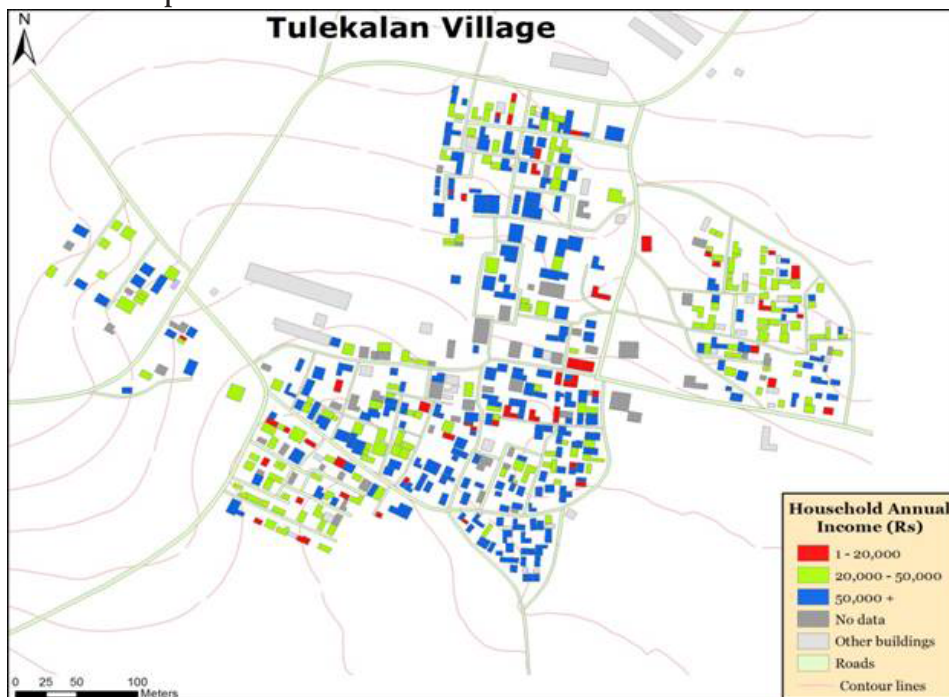 Tulekalan Village
N
Household Annual
Income (Rs)
1 - 20,000
20,000 - 50,000
50,000 +
No data
Other buildings
Roads
Contour lines
0 25 50 100
Meters